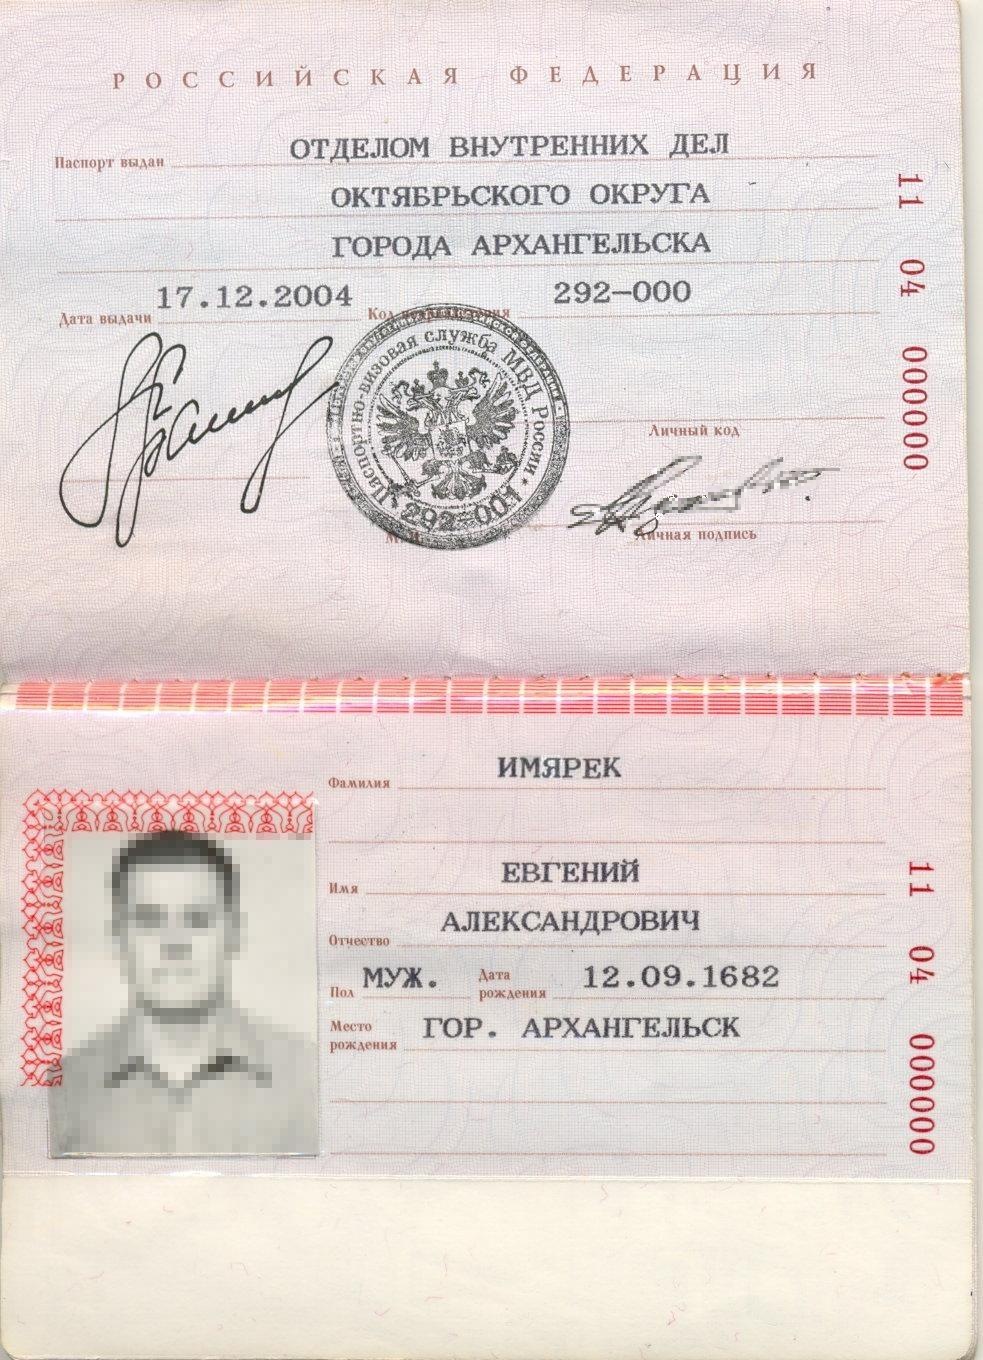 РОССИЙСКАЯ ФЕДЕРАЦИЯ
Паспорт выдан ОТДЕЛОМ ВНУТРЕННИХ ДЕЛ
ОКТЯБРЬСКОГО ОКРУГА
ГОРОДА АРХАНГЕЛЬСКА
Дата выдачи 17.12.2004 Код подразделения 292-000
Паспортно-визовая служба МВД России
292-001
Личный код
М.П.
Личная подпись
11 04 000000
Фамилия ИМЯРЕК
Имя ЕВГЕНИЙ
Отчество АЛЕКСАНДРОВИЧ
Пол МУЖ. Дата рождения 12.09.1682
Место рождения ГОР. АРХАНГЕЛЬСК
11 04 000000